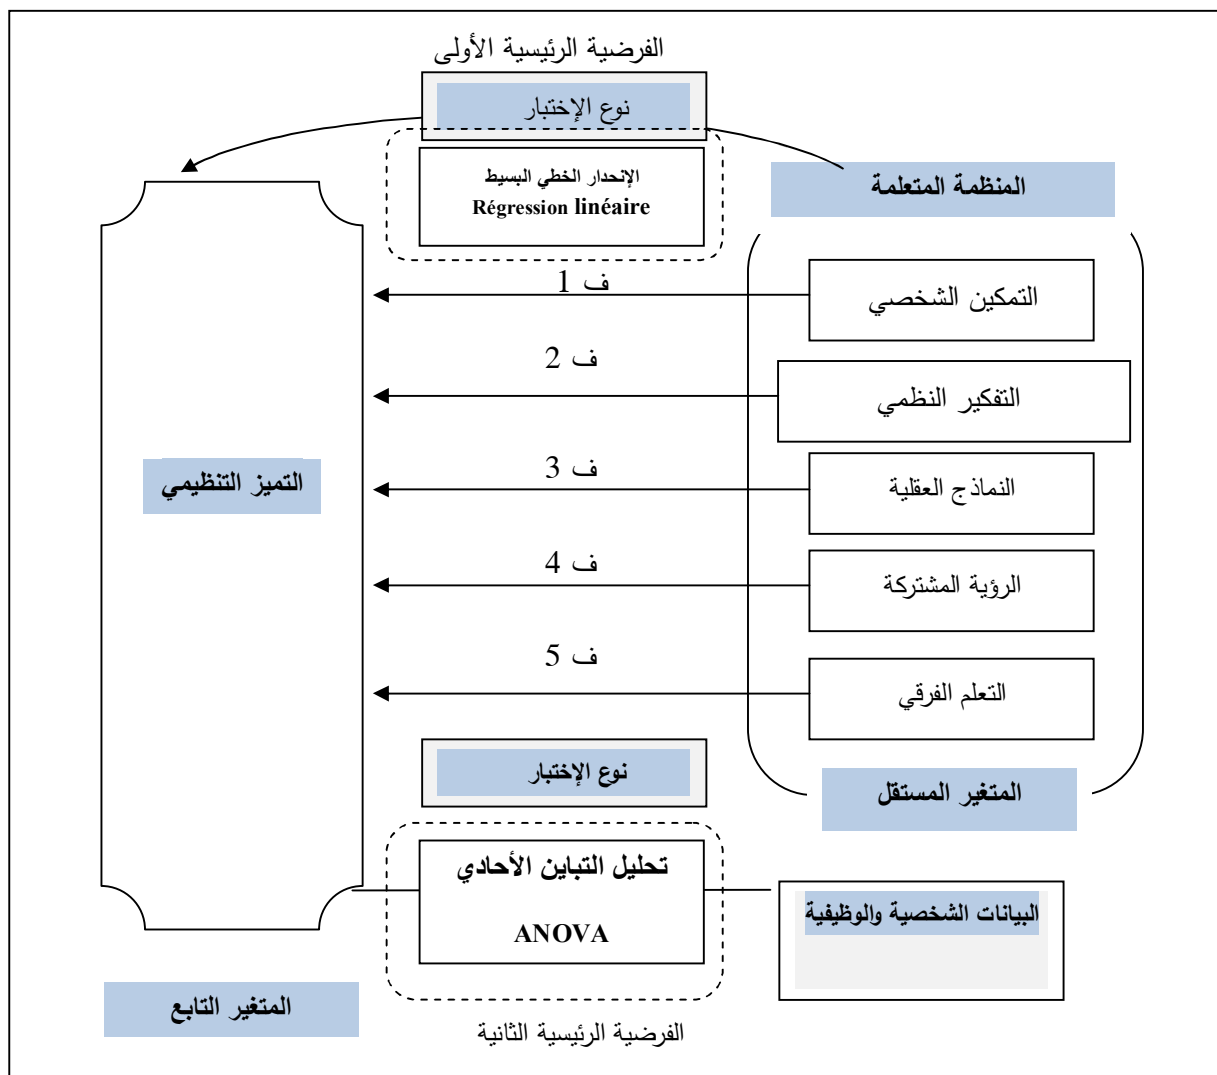 الفرضية الرئيسية الأولى
نوع الإختبار
الإنحدار الخطي البسيط
Régression linéaire
المنظمة المتعلمة
ف 1
التمكين الشخصي
ف 2
التفكير النظمي
ف 3
النماذج العقلية
التميز التنظيمي
ف 4
الرؤية المشتركة
ف 5
التعلم الفرقي
نوع الإختبار
المتغير المستقل
تحليل التباين الأحادي
ANOVA
البيانات الشخصية والوظيفية
المتغير التابع
الفرضية الرئيسية الثانية